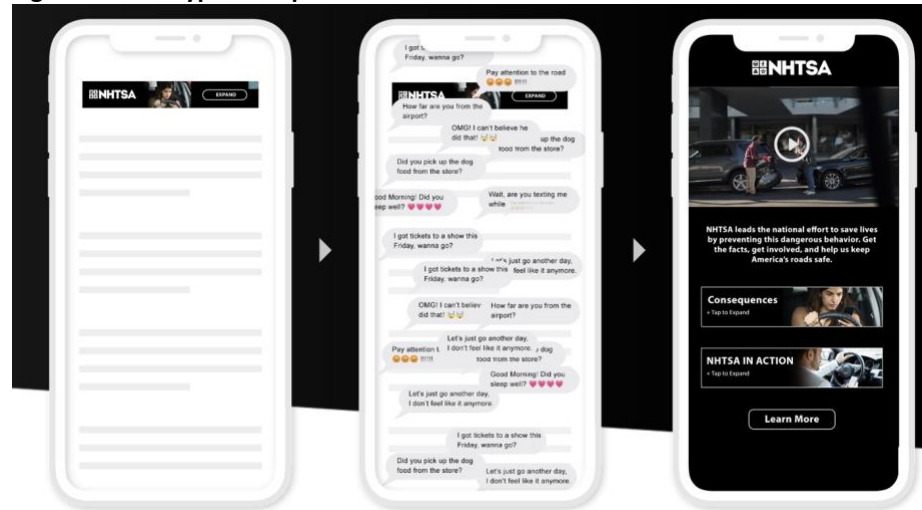 NHTSA
EXPAND
Friday, wanna go?
Pay attention to the road
😡😡😡 !!!!!
NHTSA
EXPAND
How far are you from the
airport?
OMG! I can't believe he
did that! 🤯🤯
up the dog
food from the store?
Did you pick up the dog
food from the store?
ood Morning! Did you
eep well? 💗💗💗💗
Wait, are you texting me
while
I got tickets to a show this
Friday, wanna go?
Let's just go another day,
feel like it anymore.
I got tickets to a show this
Friday, wanna go?
OMG! I can't believ
did that! 🤯🤯
How far are you from the
airport?
Let's just go another day,
I don't feel like it anymore.
Pay attention t
😡😡😡 !!!!!
dog
food from the store?
Good Morning! Did you
sleep well? 💗💗💗💗
Let's just go another day,
I don't feel like it anymore.
I got tickets to a show this
Friday, wanna go?
Did you pick up the dog
food from the store?
Let's just go another day,
I don't feel like it anymore.
NHTSA
NHTSA leads the national effort to save lives
by preventing this dangerous behavior. Get
the facts, get involved, and help us keep
America's roads safe.
Consequences
+ Tap to Expand
NHTSA IN ACTION
+ Tap to Expand
Learn More